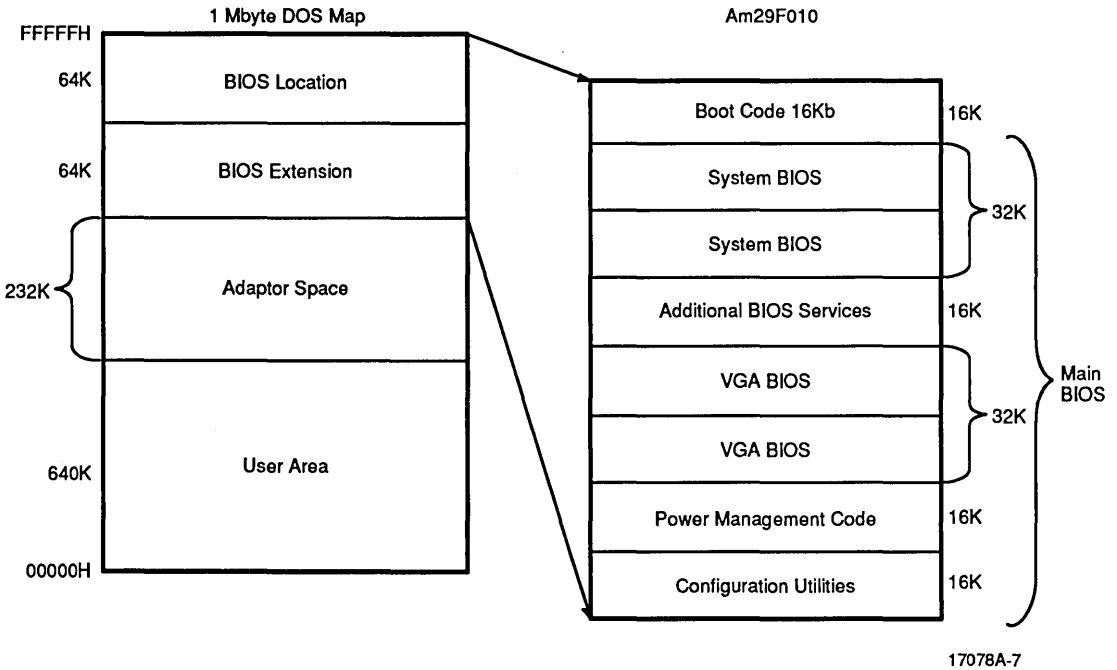 1 Mbyte DOS Map
FFFFFH
64K
BIOS Location
64K
BIOS Extension
232K
Adaptor Space
640K
User Area
00000H
Am29F010
Boot Code 16Kb
16K
System BIOS
System BIOS
32K
Additional BIOS Services
16K
VGA BIOS
VGA BIOS
32K
Power Management Code
16K
Configuration Utilities
16K
Main
BIOS
17078A-7